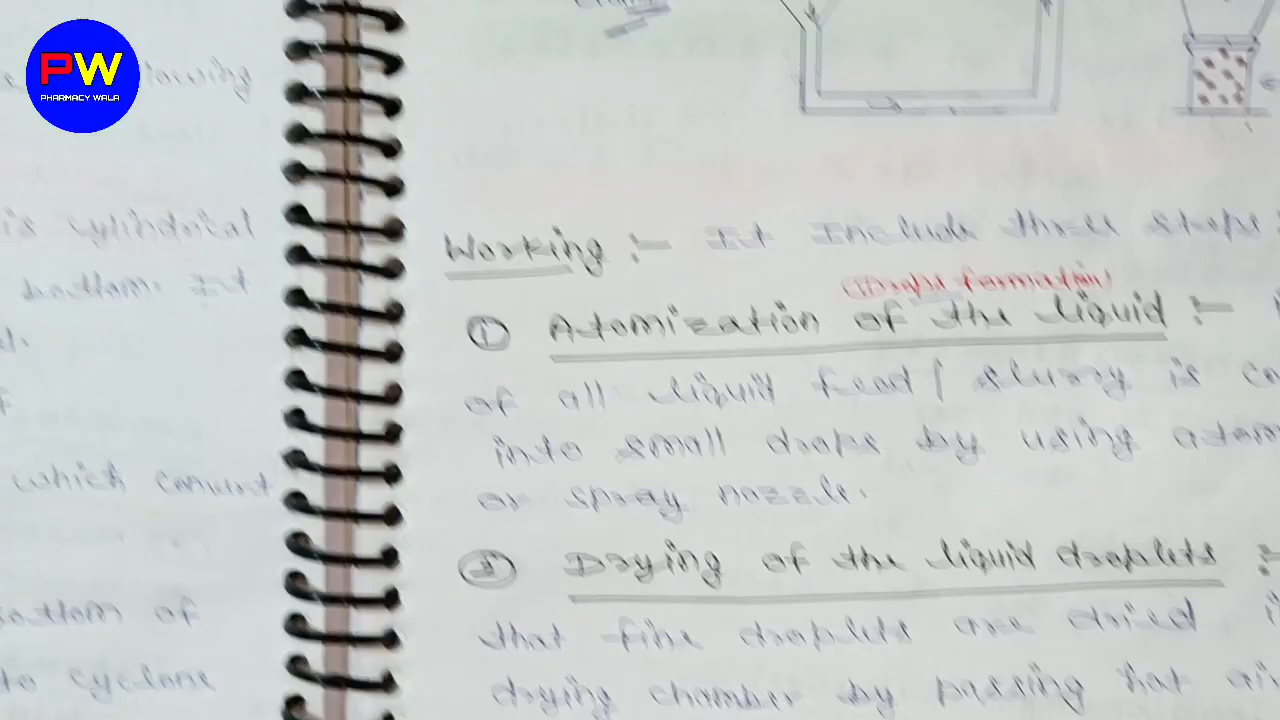 PW
PHARMACY WALA
is cylindrical
bottom. It
which convert
bottom of
to cyclone
Working :- It Include three steps
(Drops formation)
① Atomization of the liquid :-
of all liquid feed / slurry is
into small drops by using
or spray nozzle.
② Drying of the liquid droplets :-
that fine droplets are dried
drying chamber by passing hot